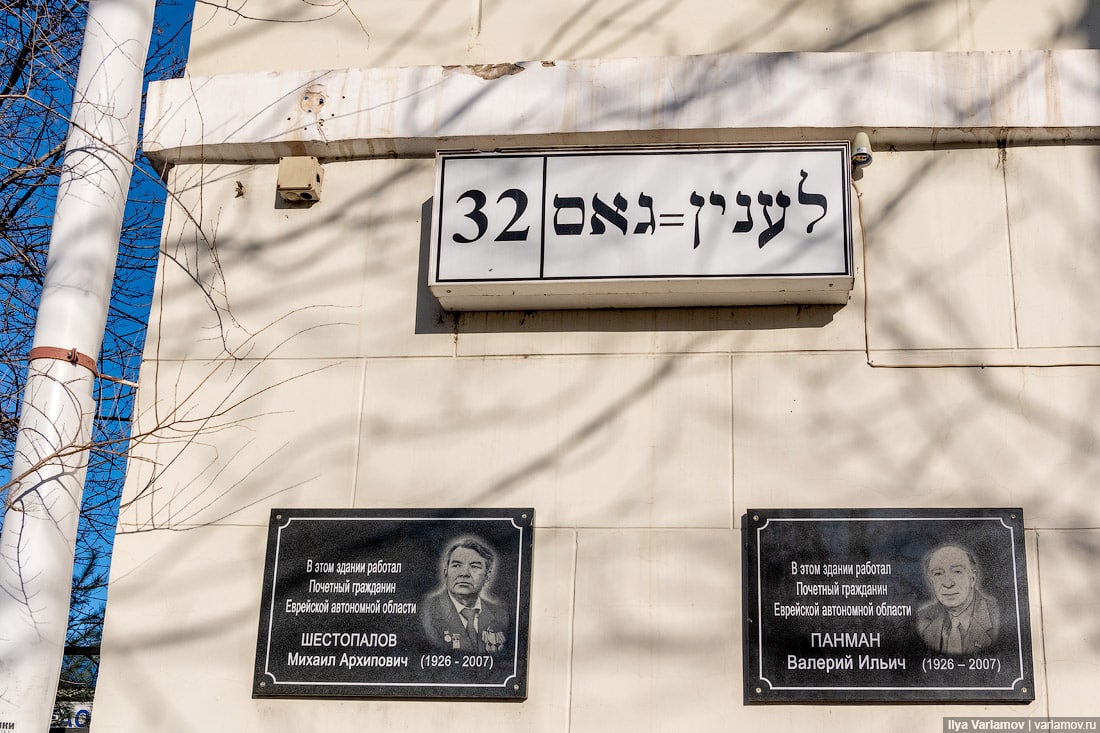 לענין=גאס 32
В этом здании работал
Почетный гражданин
Еврейской автономной области
ШЕСТОПАЛОВ
Михаил Архипович (1926 - 2007)
В этом здании работал
Почетный гражданин
Еврейской автономной области
ПАНМАН
Валерий Ильич (1926 – 2007)
Ilya Varlamov | varlamov.ru